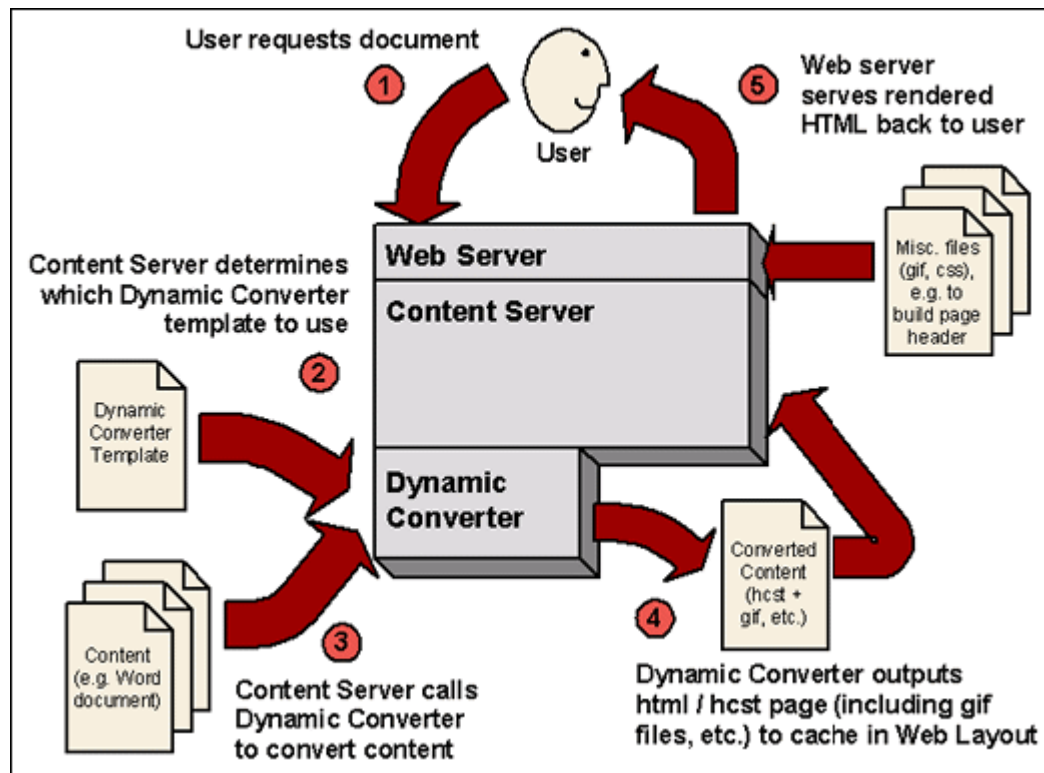 User requests document
1
User
5
Web server
serves rendered
HTML back to user
Web Server
Content Server
Misc. files
(gif, css),
e.g. to
build page
header
Content Server determines
which Dynamic Converter
template to use
2
Dynamic
Converter
Template
Dynamic
Converter
Content
(e.g. Word
document)
3
Content Server calls
Dynamic Converter
to convert content
Converted
Content
(hcst +
gif, etc.)
4
Dynamic Converter outputs
html / hcst page (including gif
files, etc.) to cache in Web Layout